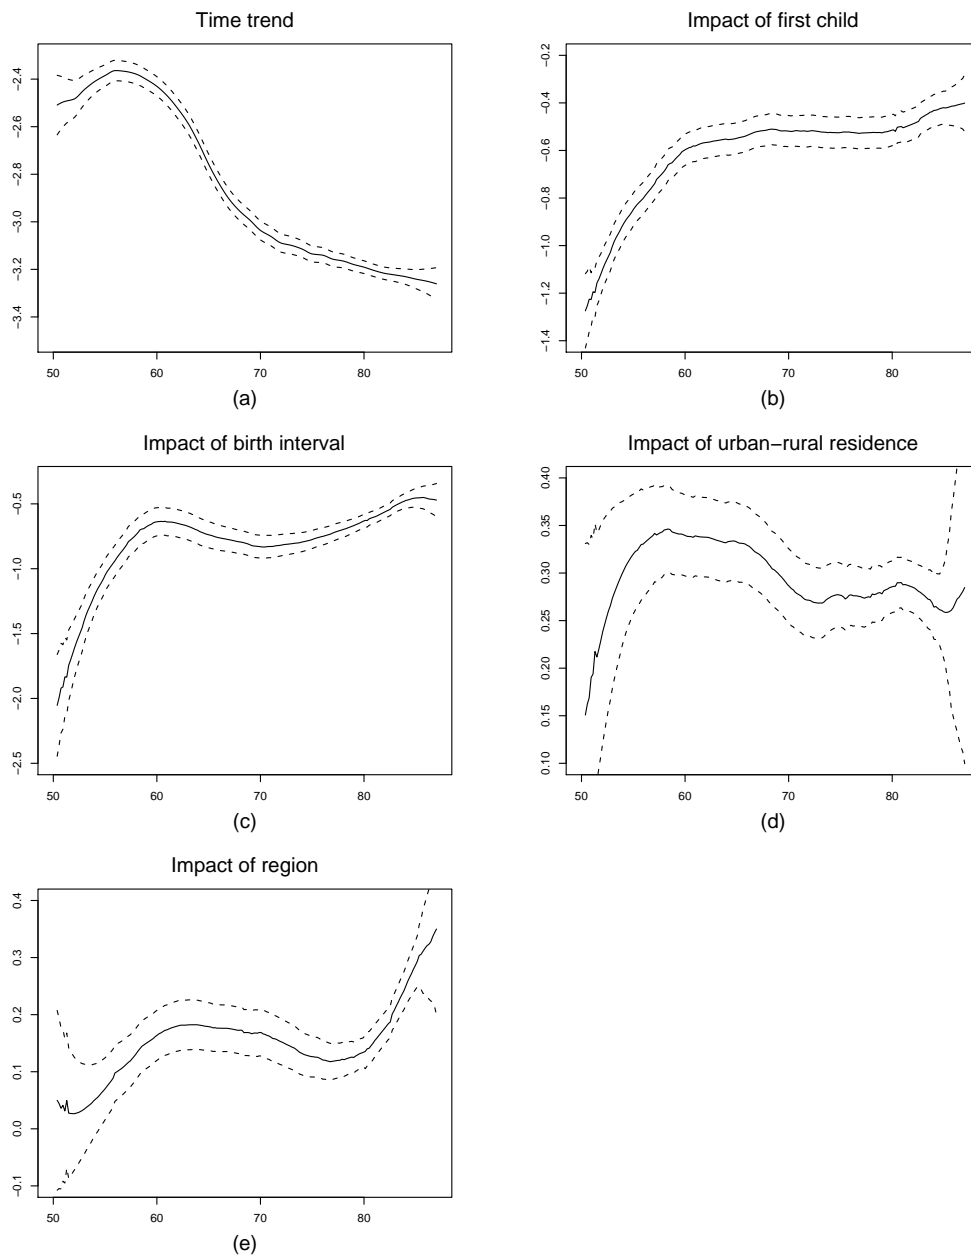 Time trend
−2.4
−2.6
−2.8
−3.0
−3.2
−3.4
50 60 70 80
(a)
Impact of first child
−0.2
−0.4
−0.6
−0.8
−1.0
−1.2
−1.4
50 60 70 80
(b)
Impact of birth interval
−0.5
−1.0
−1.5
−2.0
−2.5
50 60 70 80
(c)
Impact of urban−rural residence
0.40
0.35
0.30
0.25
0.20
0.15
0.10
50 60 70 80
(d)
Impact of region
0.4
0.3
0.2
0.1
0.0
−0.1
50 60 70 80
(e)